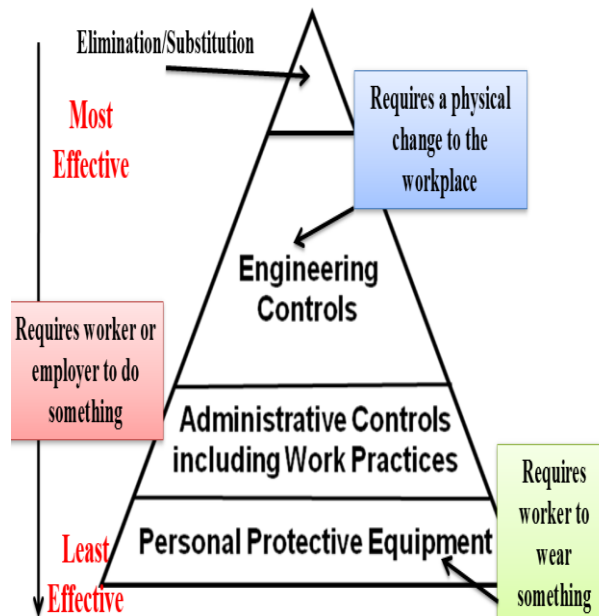 Elimination/Substitution
Most
Effective
Requires a physical
change to the
workplace
Engineering
Controls
Requires worker or
employer to do
something
Administrative Controls
including Work Practices
Personal Protective Equipment
Requires
worker to
wear
something
Least
Effective